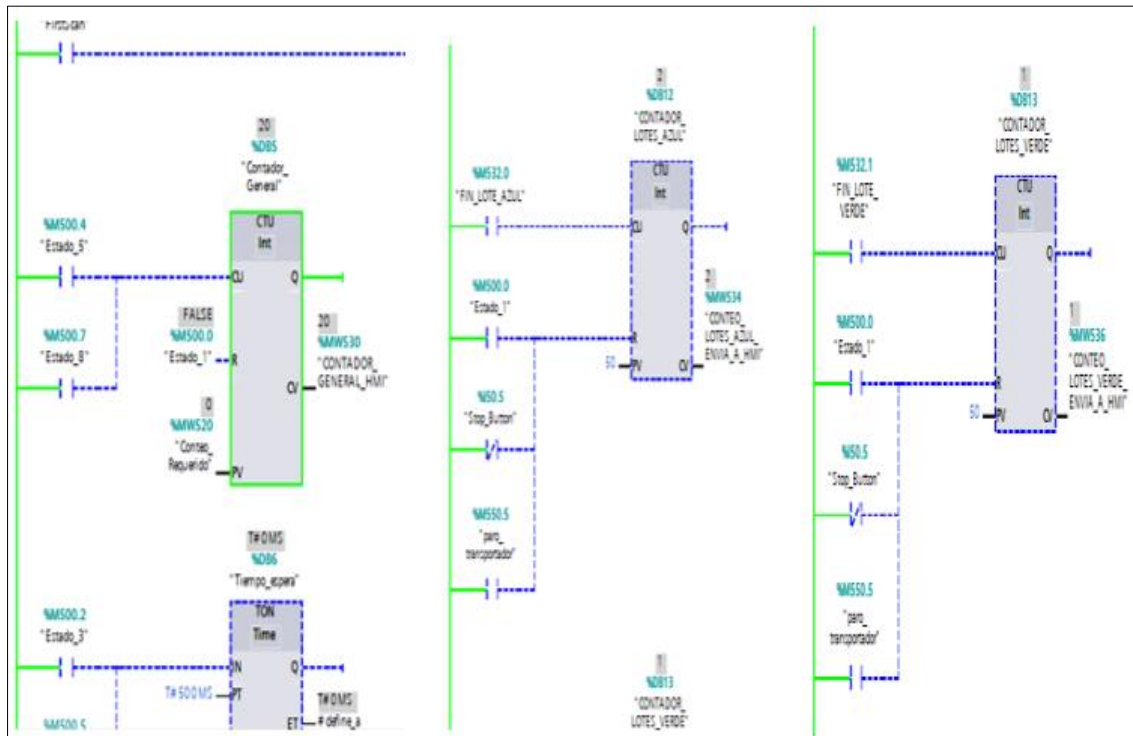 "FirstScan"
20
%DB5
"Contador_
General"
CTU
Int
%M500.4
"Estado_5"
CU
Q
%M500.7
"Estado_8"
FALSE
%M500.0
"Estado_1"
R
20
%MW530
"CONTADOR_
GENERAL_HMI"
CV
0
%MW520
"Conteo_
Requerido"
PV
T#0MS
%DB6
"Tiempo_espera"
TON
Time
%M500.2
"Estado_3"
IN
Q
T#500MS
PT
T#0MS
ET
#define_a
%M500.5
2
%DB12
"CONTADOR_
LOTES_AZUL"
CTU
Int
%M532.0
"FIN_LOTE_AZUL"
CU
Q
%M500.0
"Estado_1"
R
2
%MW534
"CONTEO_
LOTES_AZUL_
ENVIA_A_HMI"
50
PV
CV
%I50.5
"Stop_Button"
%M550.5
"paro_
transportador"
1
%DB13
"CONTADOR_
LOTES_VERDE"
1
%DB13
"CONTADOR_
LOTES_VERDE"
CTU
Int
%M532.1
"FIN_LOTE_
VERDE"
CU
Q
%M500.0
"Estado_1"
R
1
%MW536
"CONTEO_
LOTES_VERDE_
ENVIA_A_HMI"
50
PV
CV
%I50.5
"Stop_Button"
%M550.5
"paro_
transportador"